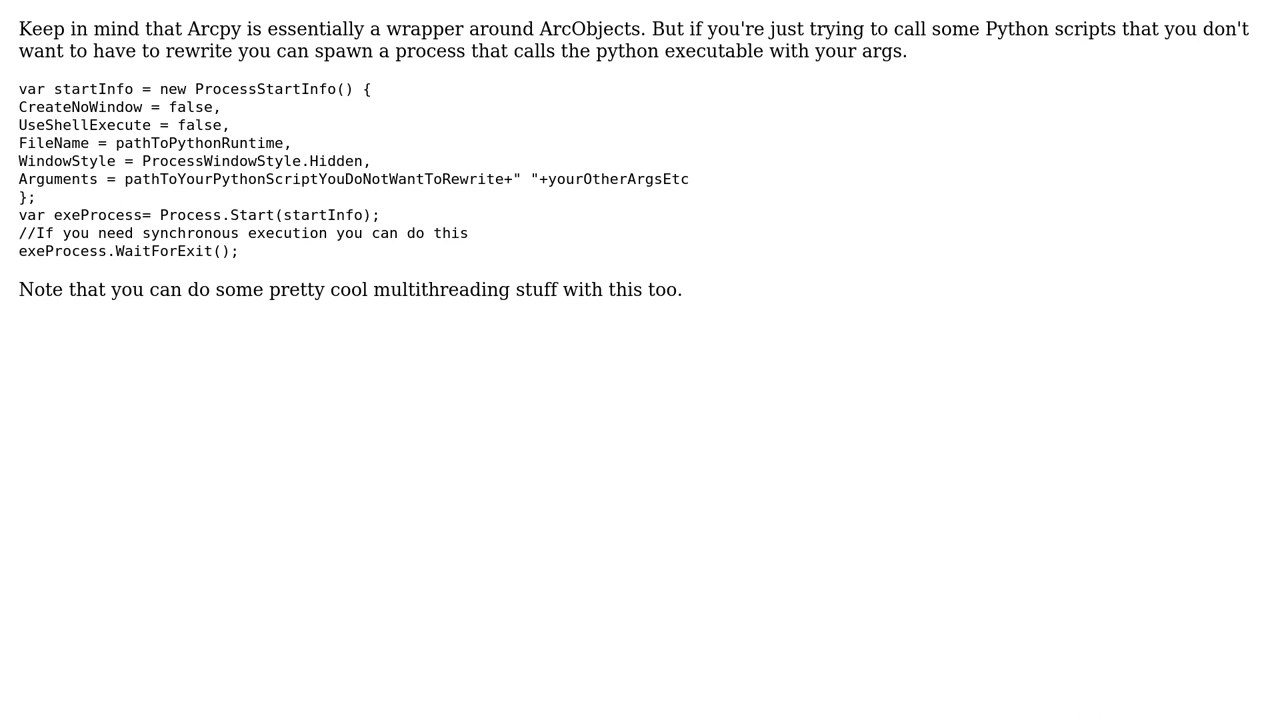 Keep in mind that Arcpy is essentially a wrapper around ArcObjects. But if you're just trying to call some Python scripts that you don't
want to have to rewrite you can spawn a process that calls the python executable with your args.
var startInfo = new ProcessStartInfo() {
CreateNoWindow = false,
UseShellExecute = false,
FileName = pathToPythonRuntime,
WindowStyle = ProcessWindowStyle.Hidden,
Arguments = pathToYourPythonScriptYouDoNotWantToRewrite+" "+yourOtherArgsEtc
};
var exeProcess= Process.Start(startInfo);
//If you need synchronous execution you can do this
exeProcess.WaitForExit();
Note that you can do some pretty cool multithreading stuff with this too.